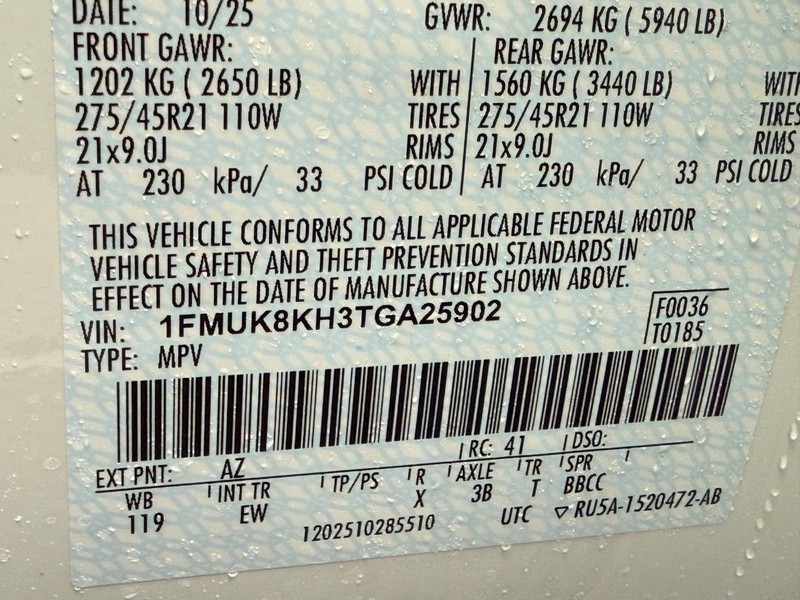 DATE: 10/25 GVWR: 2694 KG ( 5940 LB)
FRONT GAWR: REAR GAWR:
1202 KG ( 2650 LB) WITH 1560 KG ( 3440 LB) WITH
275/45R21 110W TIRES 275/45R21 110W TIRES
21x9.0J RIMS 21x9.0J RIMS
AT 230 kPa/ 33 PSI COLD AT 230 kPa/ 33 PSI COLD
THIS VEHICLE CONFORMS TO ALL APPLICABLE FEDERAL MOTOR
VEHICLE SAFETY AND THEFT PREVENTION STANDARDS IN
EFFECT ON THE DATE OF MANUFACTURE SHOWN ABOVE.
VIN: 1FMUK8KH3TGA25902 F0036
TYPE: MPV T0185
EXT PNT: AZ RC: 41 DSO:
WB INT TR TP/PS R AXLE TR SPR
119 EW X 3B T BBCC
1202510285510 UTC ▽ RU5A-1520472-AB